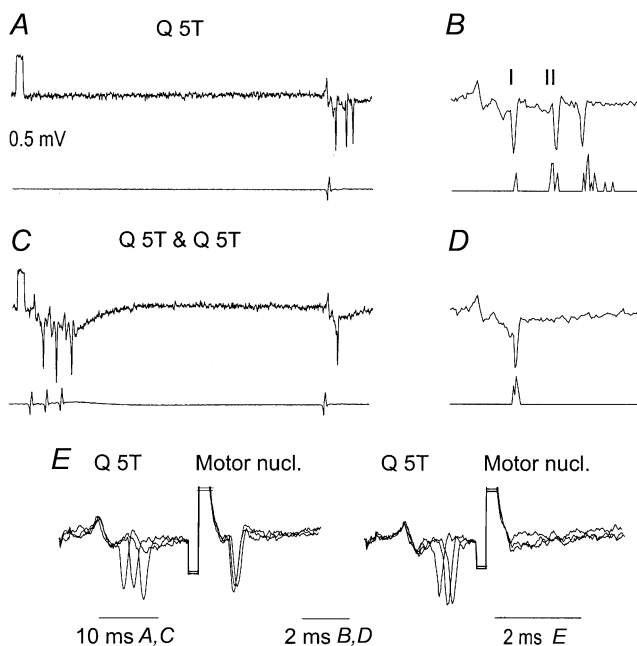 A Q 5T B
I II
0.5 mV
C Q 5T & Q 5T D
E Q 5T Motor nucl. Q 5T Motor nucl.
10 ms A,C 2 ms B,D 2 ms E